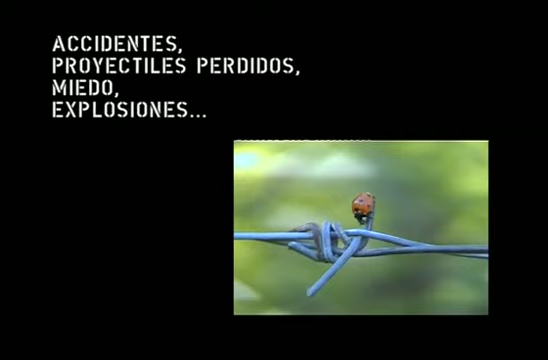 ACCIDENTES,
PROYECTILES PERDIDOS,
MIEDO,
EXPLOSIONES...